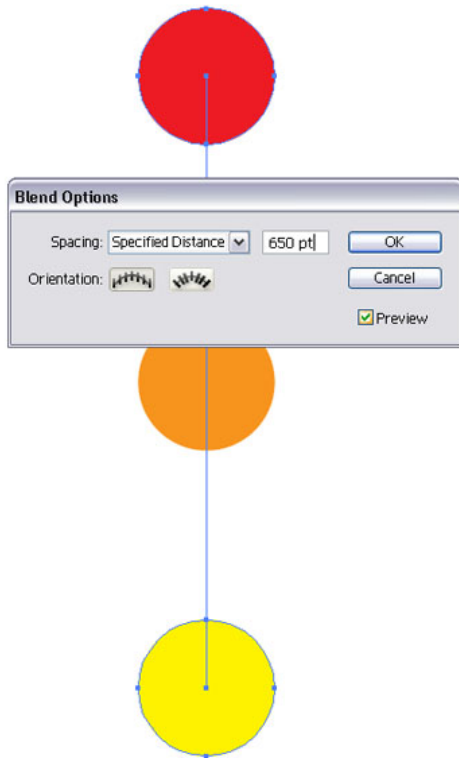 Blend Options
Spacing: Specified Distance 650 pt OK
Orientation: Cancel
Preview